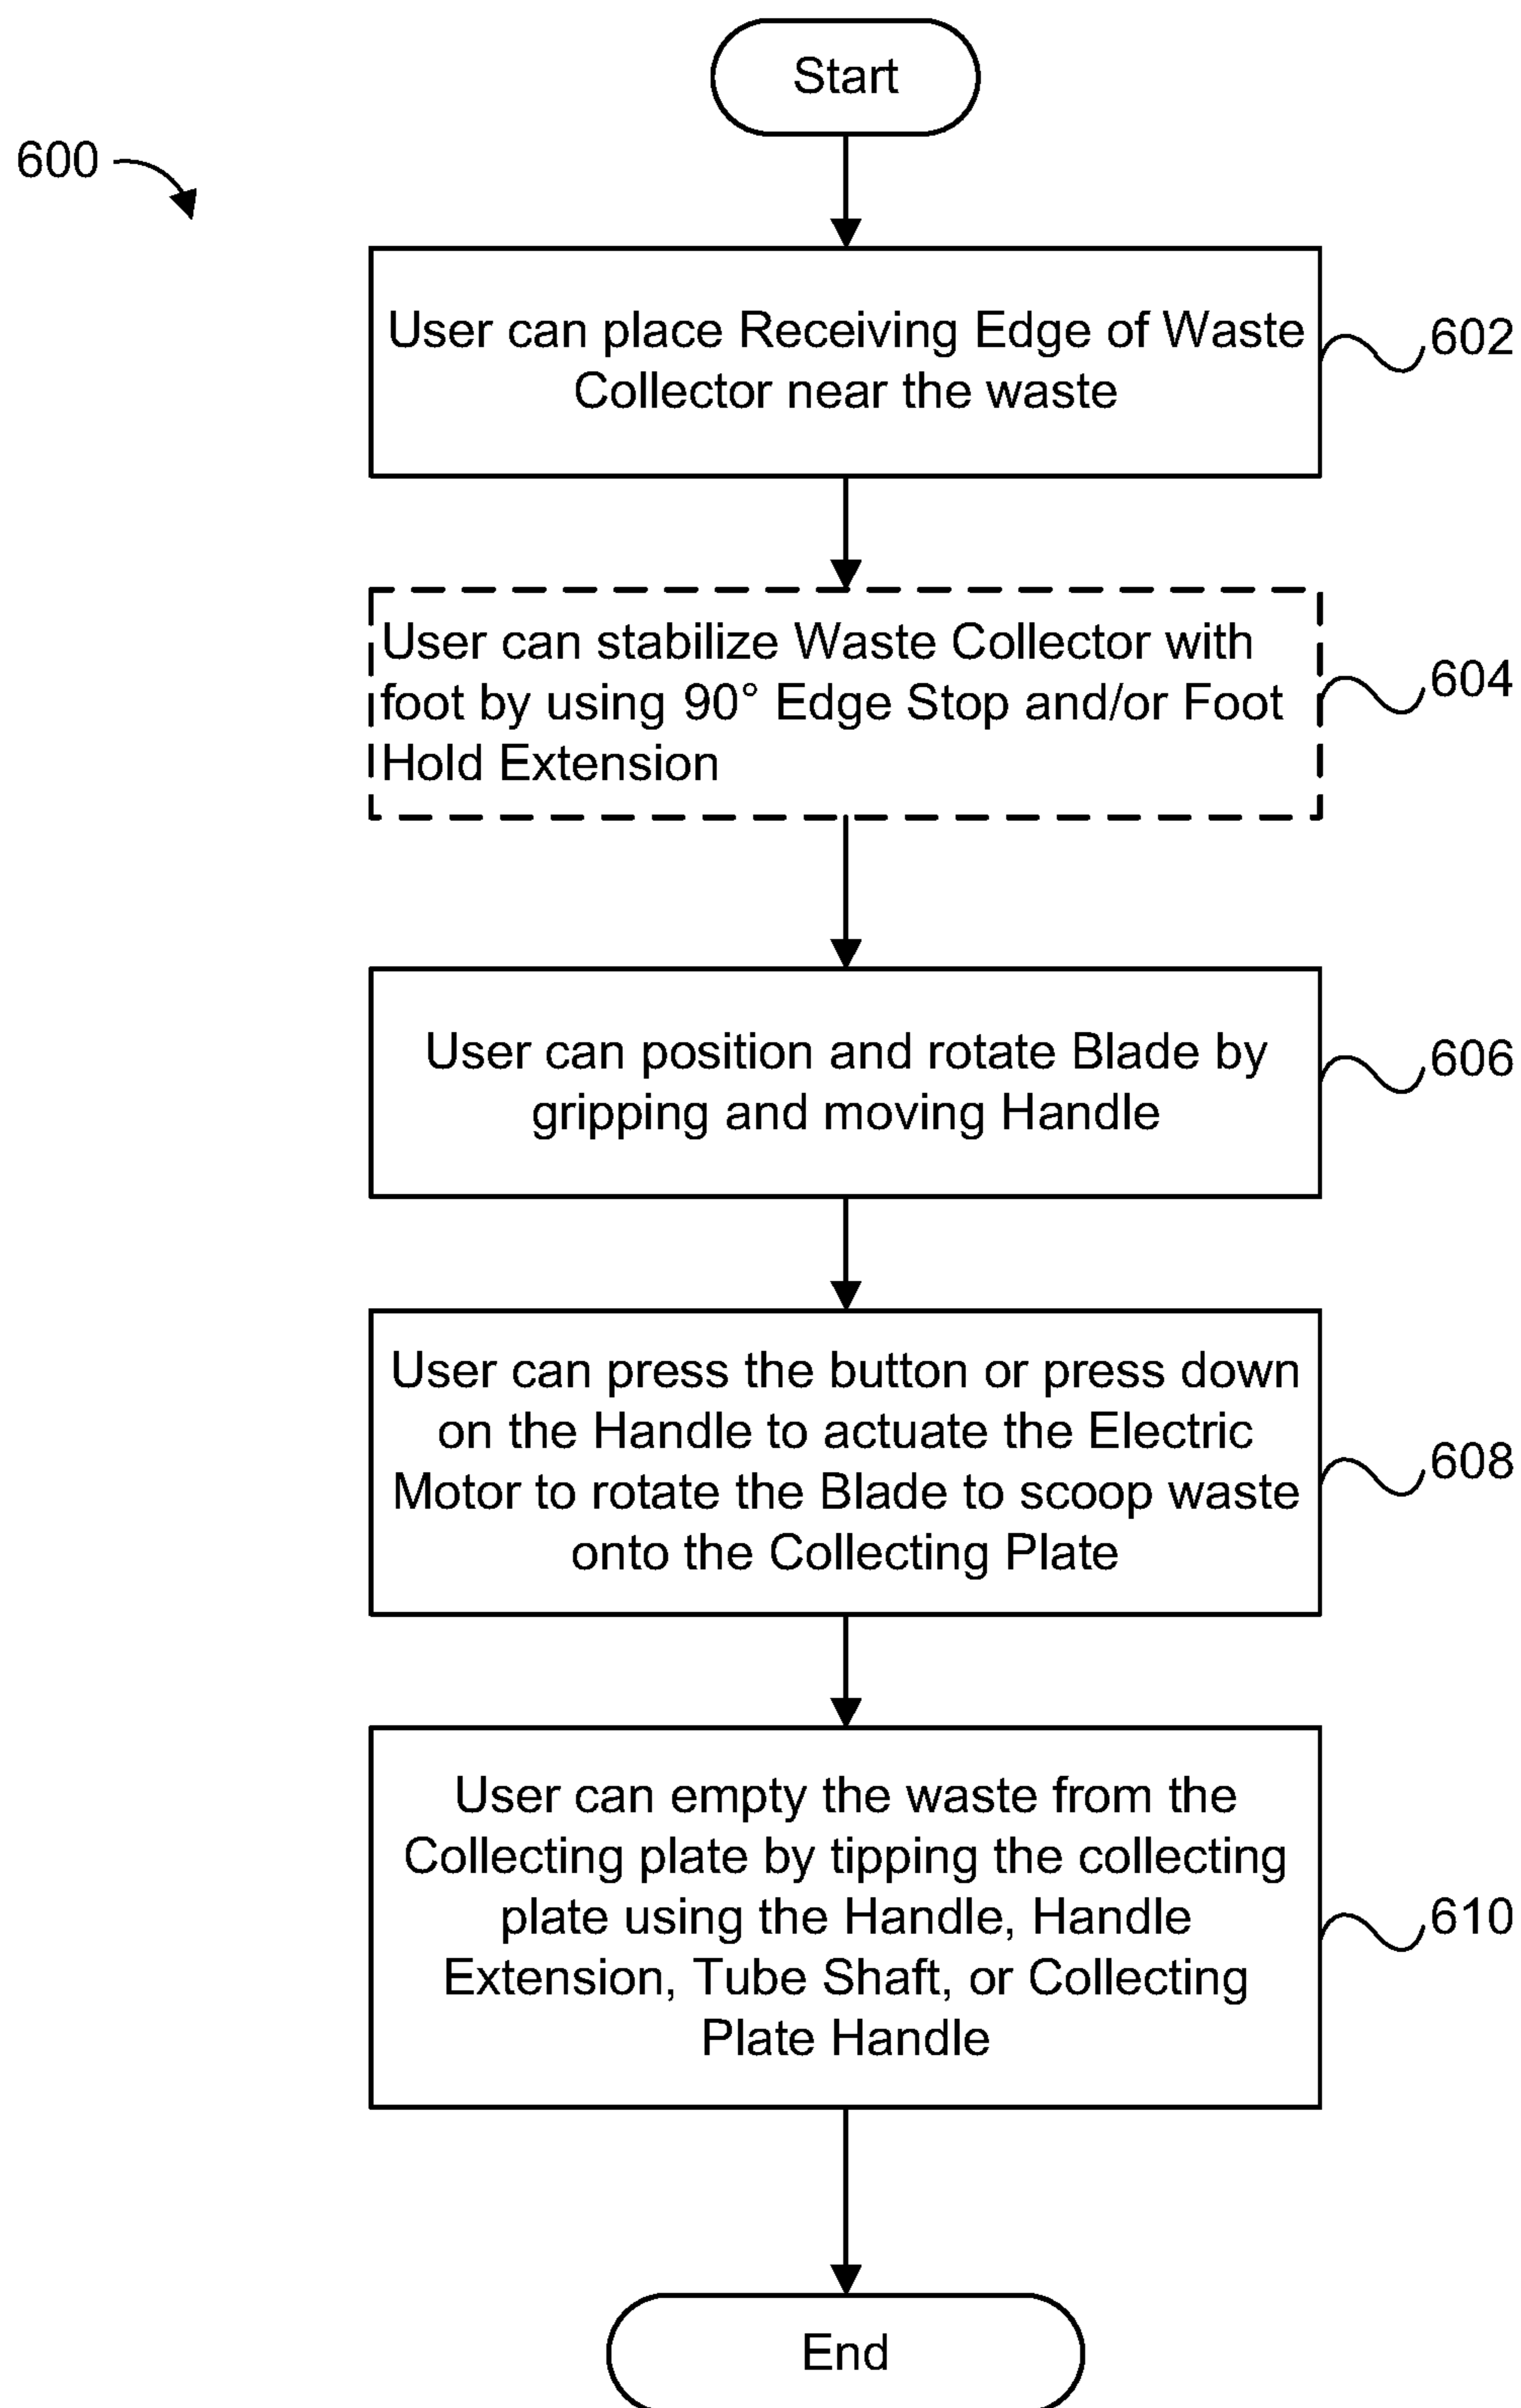 Start
600
User can place Receiving Edge of Waste
Collector near the waste
602
User can stabilize Waste Collector with
foot by using 90° Edge Stop and/or Foot
Hold Extension
604
User can position and rotate Blade by
gripping and moving Handle
606
User can press the button or press down
on the Handle to actuate the Electric
Motor to rotate the Blade to scoop waste
onto the Collecting Plate
608
User can empty the waste from the
Collecting plate by tipping the collecting
plate using the Handle, Handle
Extension, Tube Shaft, or Collecting
Plate Handle
610
End